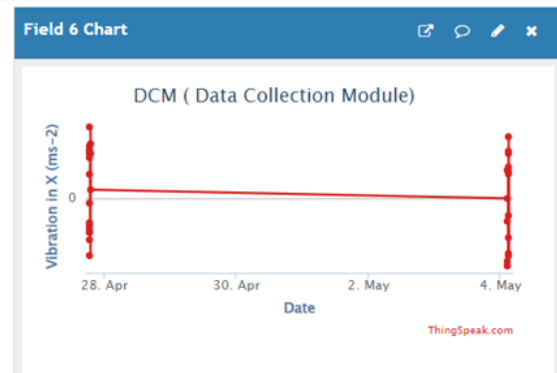 Field 6 Chart
DCM ( Data Collection Module)
Vibration in X (ms-2)
0
28. Apr 30. Apr 2. May 4. May
Date
ThingSpeak.com